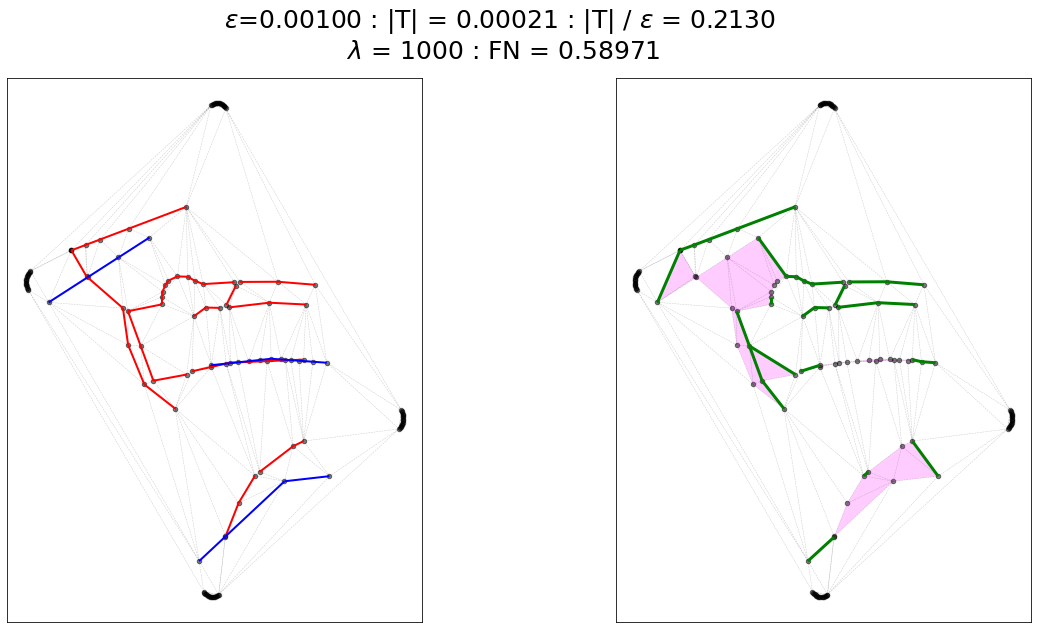 ε=0.00100 : |T| = 0.00021 : |T| / ε = 0.2130
λ = 1000 : FN = 0.58971